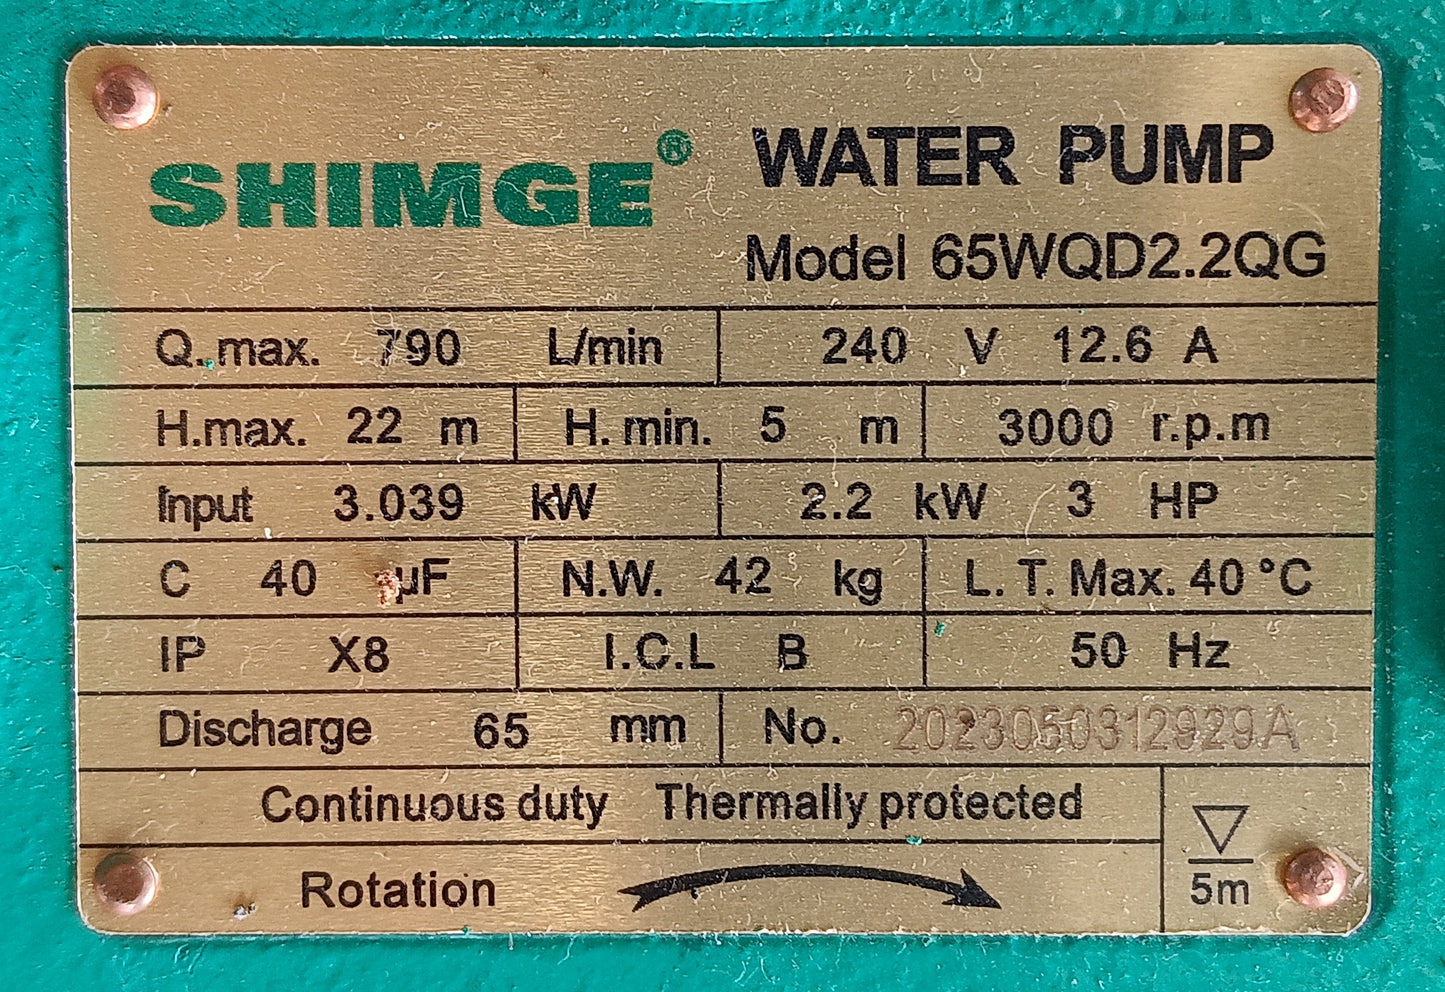 SHIMGE®
WATER PUMP
Model 65WQD2.2QG
Q. max. 790 L/min 240 V 12.6 A
H.max. 22 m H. min. 5 m 3000 r.p.m
Input 3.039 kW 2.2 kW 3 HP
C 40 µF N.W. 42 kg L. T. Max. 40 °C
IP X8 I.C.L B 50 Hz
Discharge 65 mm No. 2023050312929A
Continuous duty Thermally protected
Rotation
5m